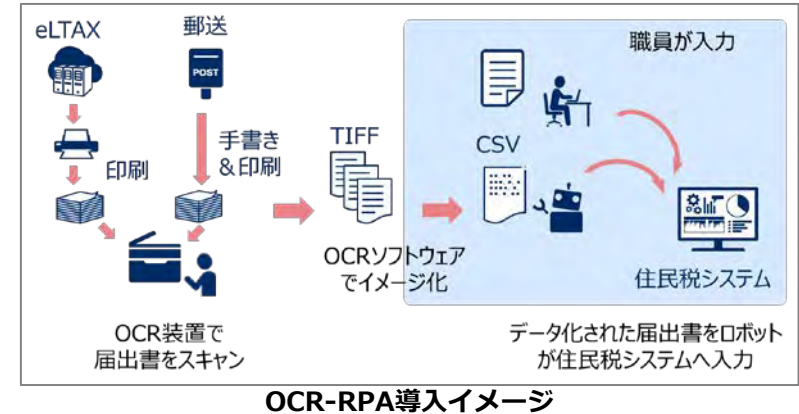 eLTAX
郵送
POST
印刷
手書き
&印刷
OCR装置で
届出書をスキャン
TIFF
OCRソフトウェア
でイメージ化
職員が入力
CSV
住民税システム
データ化された届出書をロボット
が住民税システムへ入力
OCR-RPA導入イメージ